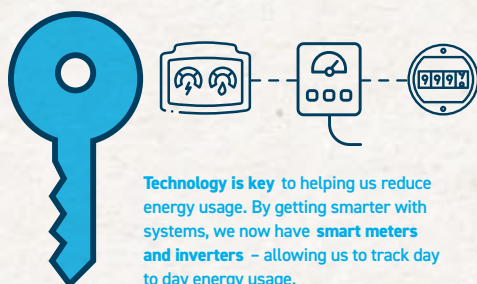 999
Technology is key to helping us reduce
energy usage. By getting smarter with
systems, we now have smart meters
and inverters – allowing us to track day
to day energy usage.